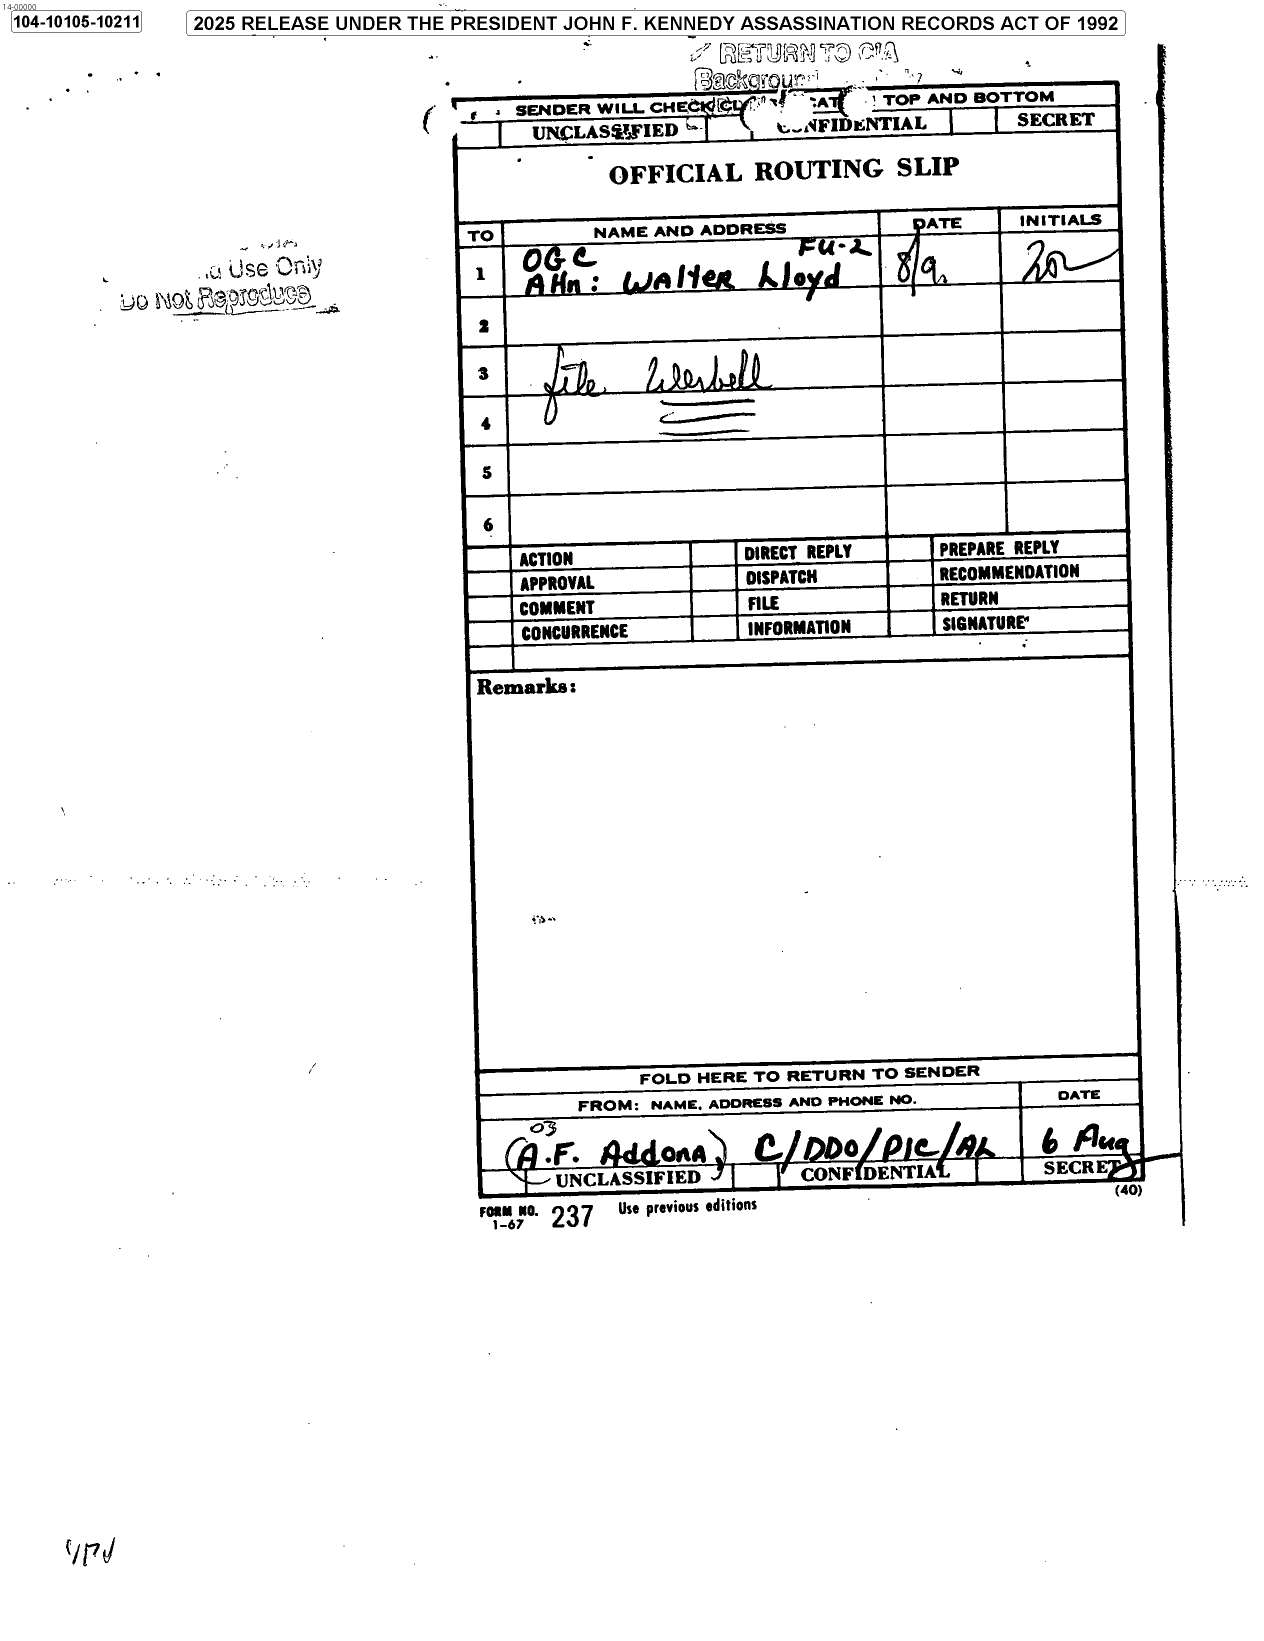 14-00000
104-10105-10211
2025 RELEASE UNDER THE PRESIDENT JOHN F. KENNEDY ASSASSINATION RECORDS ACT OF 1992
RETURN TO CIA
Background
Use Only
Do Not Reproduce
SENDER WILL CHECK TOP AND BOTTOM
UNCLASSIFIED CONFIDENTIAL SECRET
OFFICIAL ROUTING SLIP
TO NAME AND ADDRESS DATE INITIALS
1 OGC FU-2 8/9
Attn: Walter Lloyd
2
3 file Werbell
4
5
6
ACTION DIRECT REPLY PREPARE REPLY
APPROVAL DISPATCH RECOMMENDATION
COMMENT FILE RETURN
CONCURRENCE INFORMATION SIGNATURE
Remarks:
FOLD HERE TO RETURN TO SENDER
FROM: NAME, ADDRESS AND PHONE NO. DATE
03
(A.F. Addona) C/DDO/PIC/AL 6 Aug
UNCLASSIFIED CONFIDENTIAL SECRET
(40)
FORM NO. 237 Use previous editions
1-67